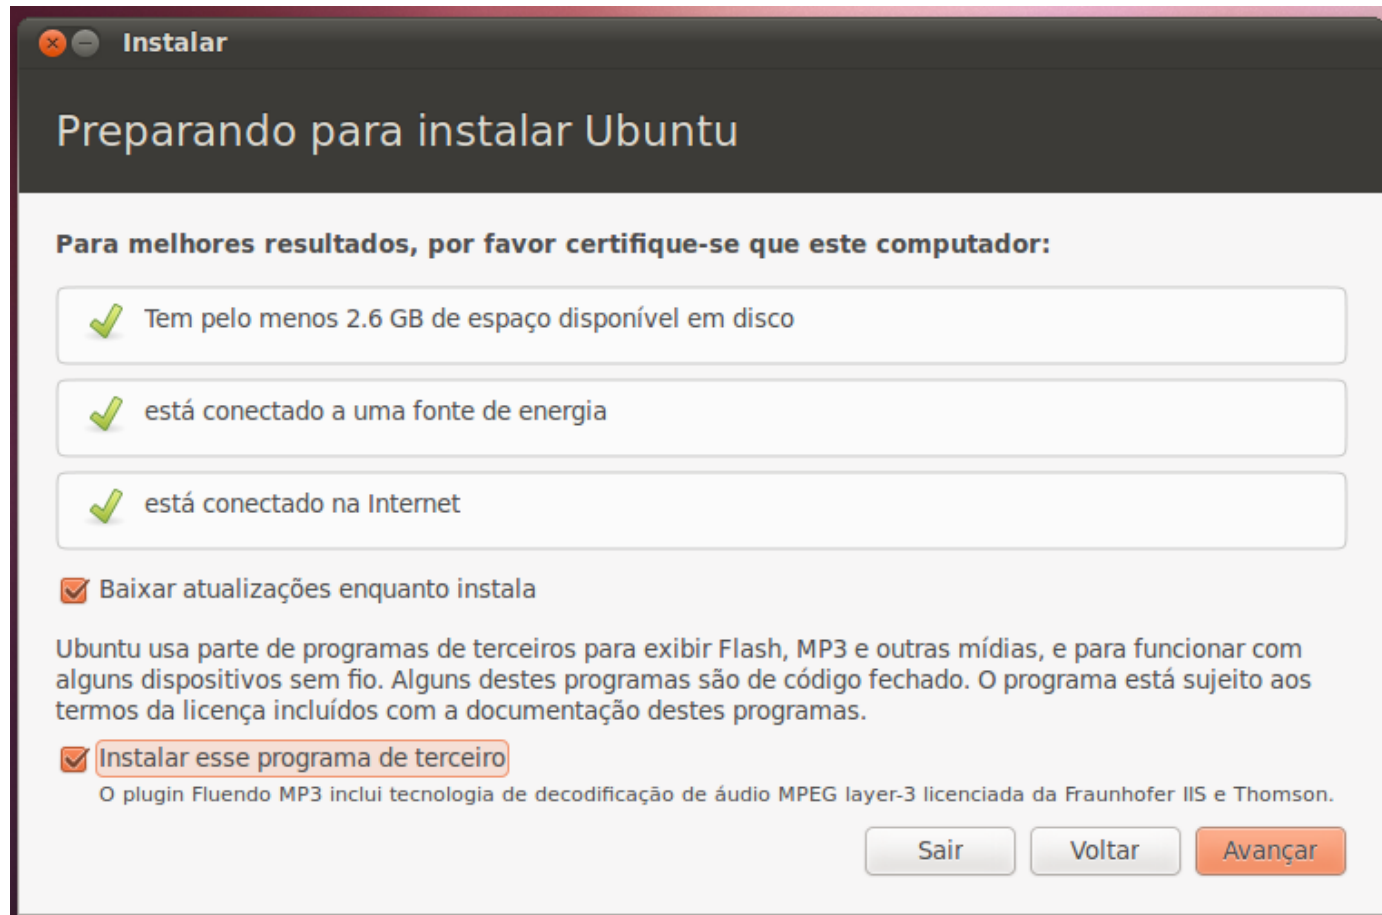 Instalar
Preparando para instalar Ubuntu
Para melhores resultados, por favor certifique-se que este computador:
Tem pelo menos 2.6 GB de espaço disponível em disco
está conectado a uma fonte de energia
está conectado na Internet
Baixar atualizações enquanto instala
Ubuntu usa parte de programas de terceiros para exibir Flash, MP3 e outras mídias, e para funcionar com
alguns dispositivos sem fio. Alguns destes programas são de código fechado. O programa está sujeito aos
termos da licença incluídos com a documentação destes programas.
Instalar esse programa de terceiro
O plugin Fluendo MP3 inclui tecnologia de decodificação de áudio MPEG layer-3 licenciada da Fraunhofer IIS e Thomson.
Sair Voltar Avançar